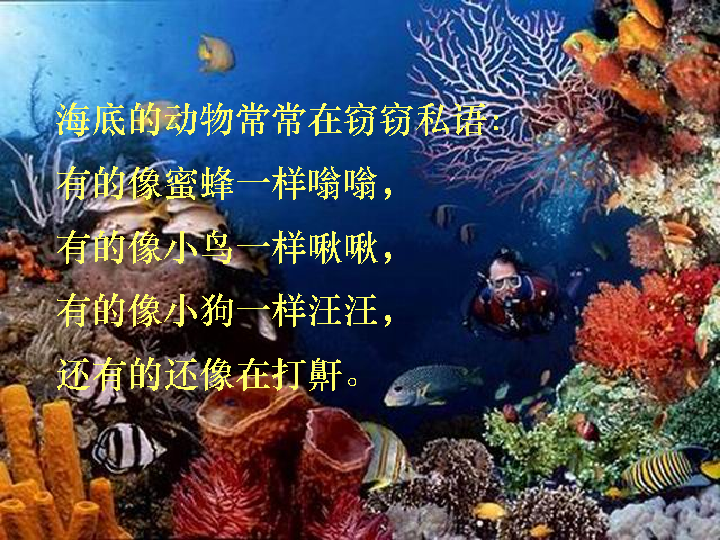 海底的动物常常在窃窃私语:
有的像蜜蜂一样嗡嗡，
有的像小鸟一样啾啾，
有的像小狗一样汪汪，
还有的还像在打鼾。